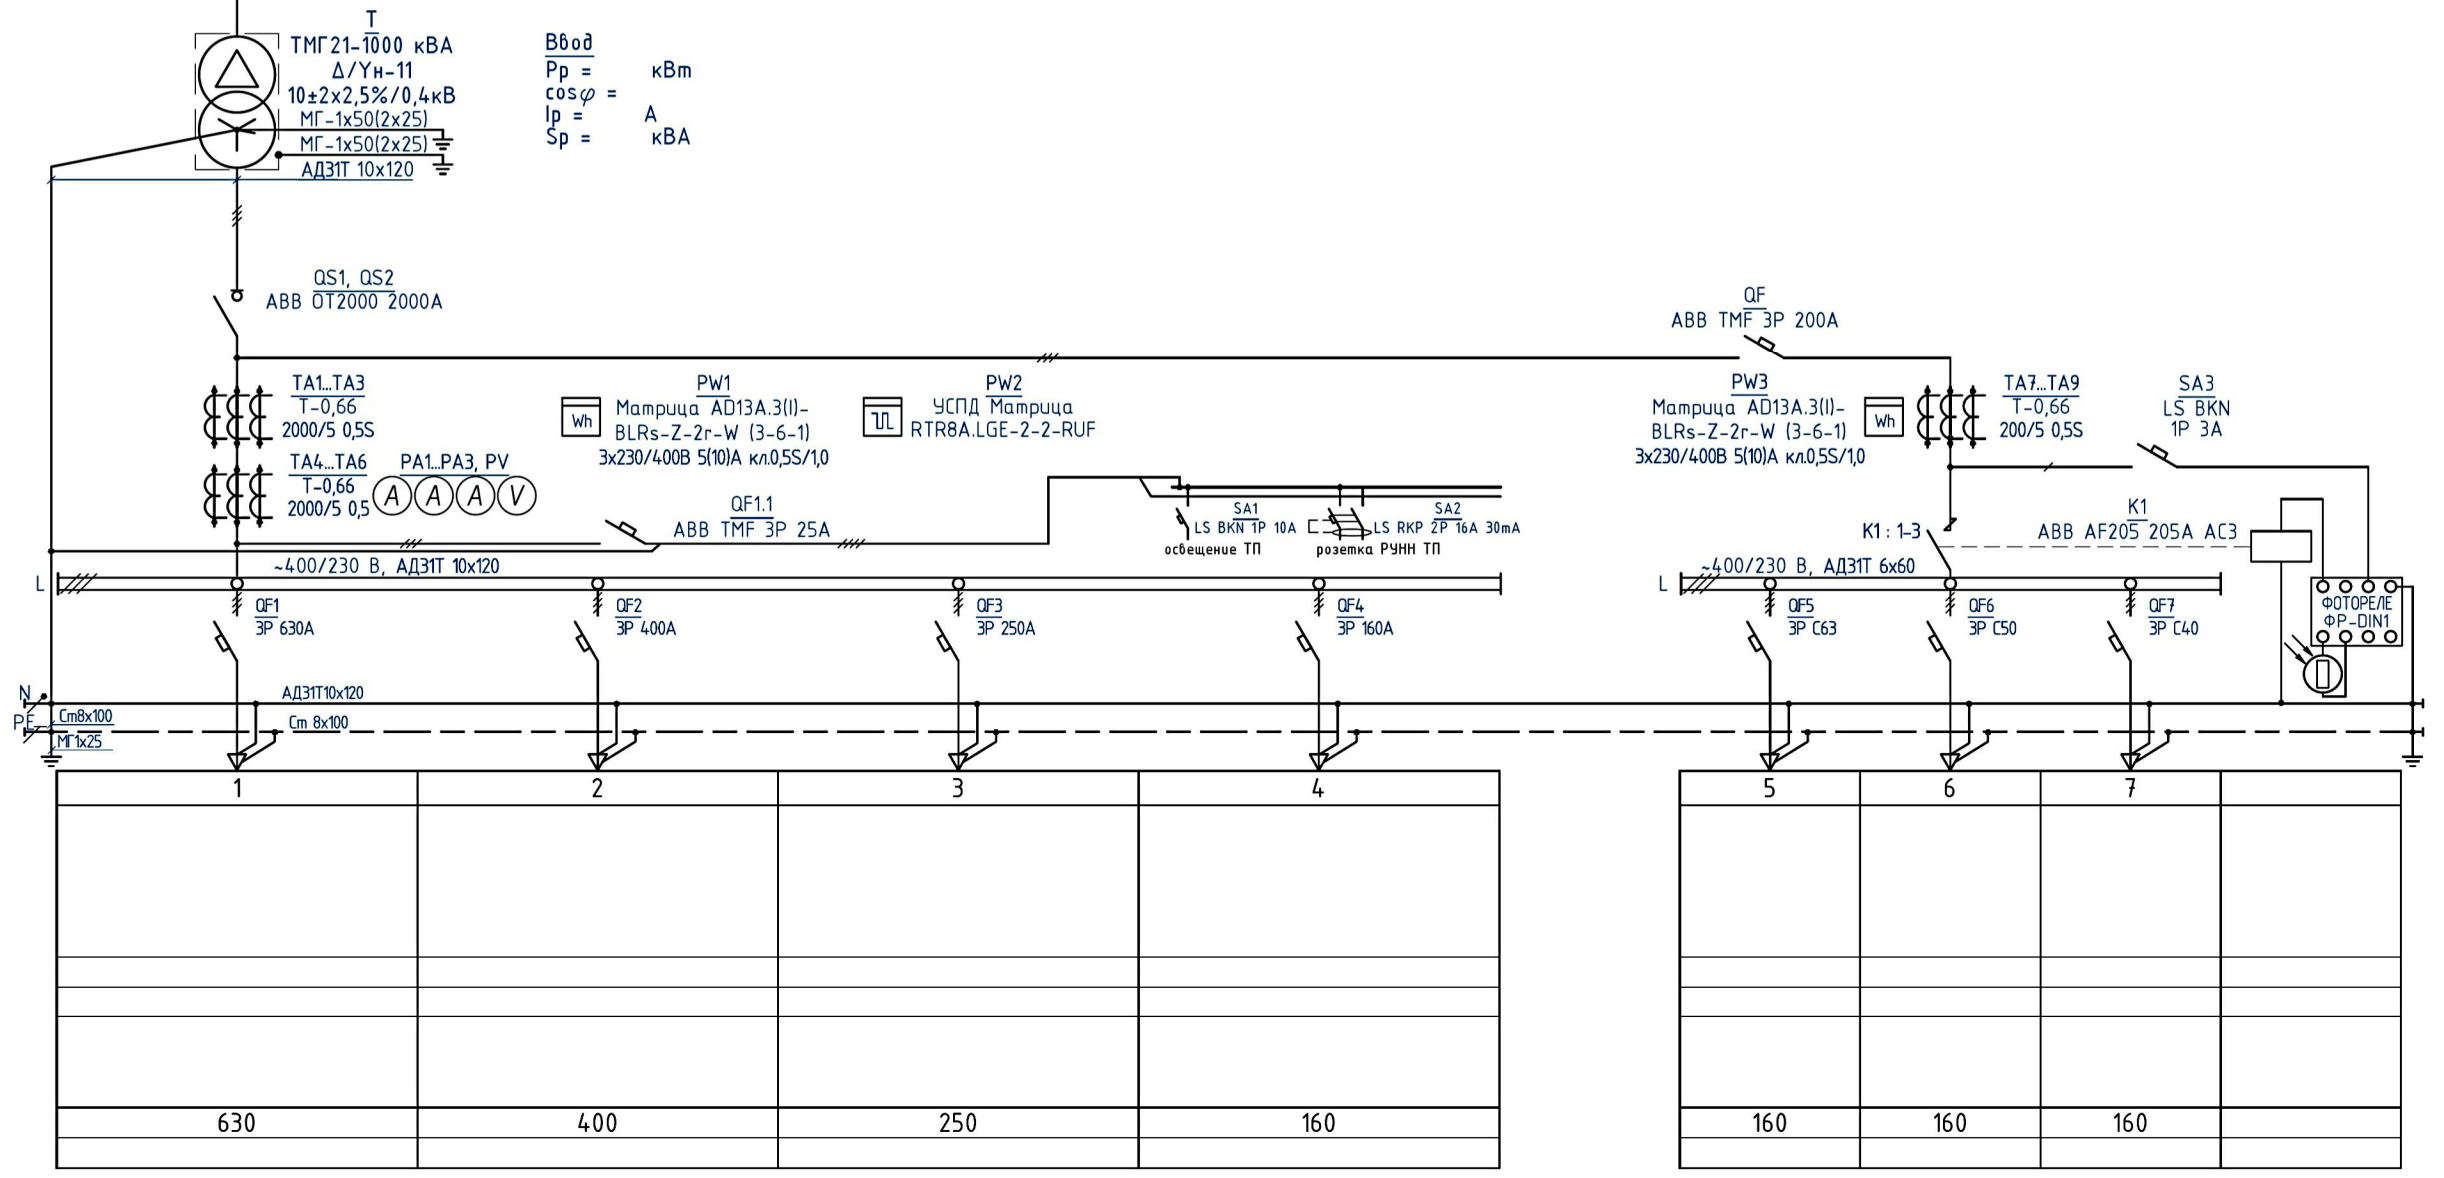 Т
ТМГ21-1000 кВА
Δ/Yн-11
10±2х2,5%/0,4кВ
МГ-1х50(2х25)
МГ-1х50(2х25)
АД31Т 10х120
Ввод
Рр = кВт
cosφ =
Iр = А
Sр = кВА
QS1, QS2
ABB OT2000 2000A
QF
ABB TMF 3P 200A
TA1...TA3
Т-0,66
2000/5 0,5S
TA4...TA6
Т-0,66
2000/5 0,5
PA1...PA3, PV
A A A V
Wh
PW1
Матрица AD13A.3(I)-
BLRs-Z-2r-W (3-6-1)
3х230/400В 5(10)А кл.0,5S/1,0
PW2
УСПД Матрица
RTR8A.LGE-2-2-RUF
PW3
Матрица AD13A.3(I)-
BLRs-Z-2r-W (3-6-1)
3х230/400В 5(10)А кл.0,5S/1,0
Wh
TA7...TA9
Т-0,66
200/5 0,5S
SA3
LS BKN
1P 3A
QF1.1
ABB TMF 3P 25A
SA1
LS BKN 1P 10A
освещение ТП
SA2
LS RKP 2P 16A 30mA
розетка РУНН ТП
K1 : 1-3
K1
ABB AF205 205A AC3
~400/230 В, АД31Т 10х120
L
~400/230 В, АД31Т 6х60
L
QF1
3P 630A
QF2
3P 400A
QF3
3P 250A
QF4
3P 160A
QF5
3P C63
QF6
3P C50
QF7
3P C40
ФОТОРЕЛЕ
ФР-DIN1
N
АД31Т10х120
PE
Ст8х100
Ст 8х100
МГ1х25
1 2 3 4 5 6 7
630 400 250 160 160 160 160